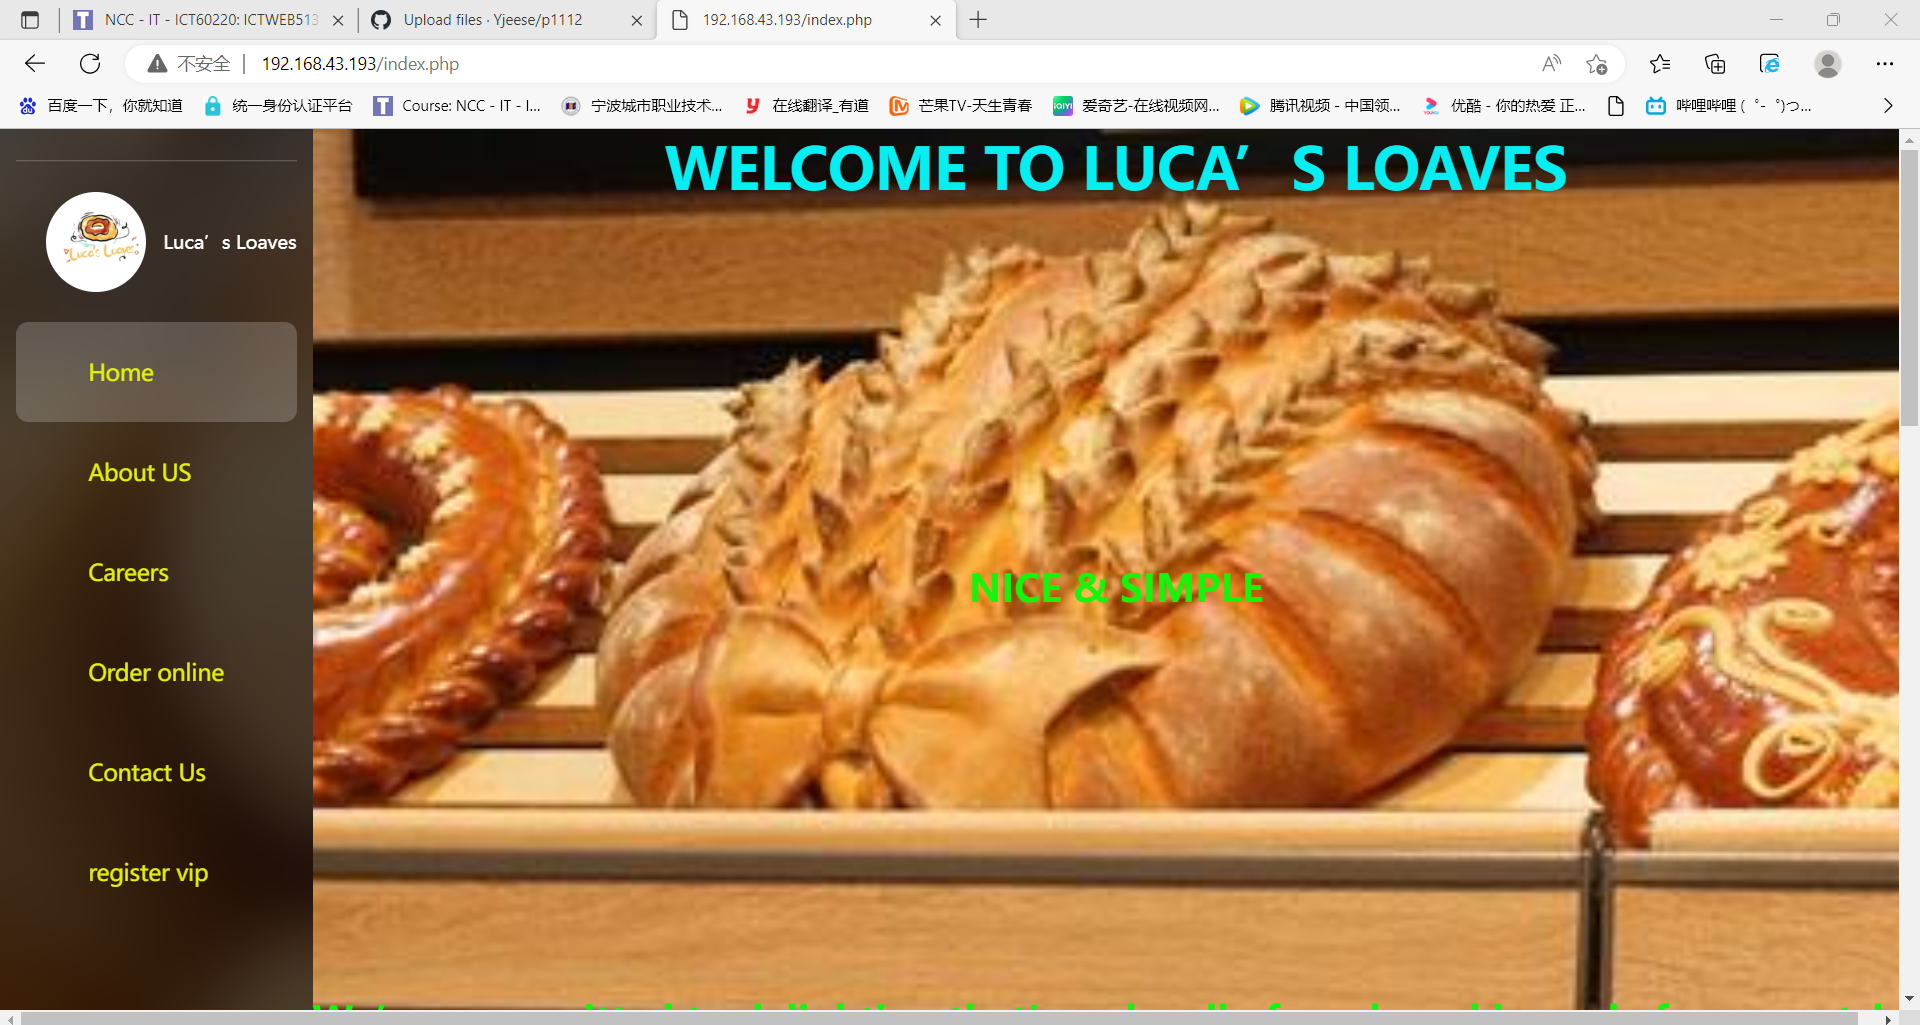 NCC - IT - ICT60220: ICTWEB513
Upload files · Yjeese/p1112
192.168.43.193/index.php
不安全 | 192.168.43.193/index.php
百度一下，你就知道
统一身份认证平台
Course: NCC - IT - I...
宁波城市职业技术...
在线翻译_有道
芒果TV-天生青春
爱奇艺-在线视频网...
腾讯视频 - 中国领...
优酷 - 你的热爱 正...
哔哩哔哩 (゜-゜)つ...
WELCOME TO LUCA’S LOAVES
Luca's Loaves
Luca’s Loaves
Home
About US
Careers
Order online
Contact Us
register vip
NICE & SIMPLE